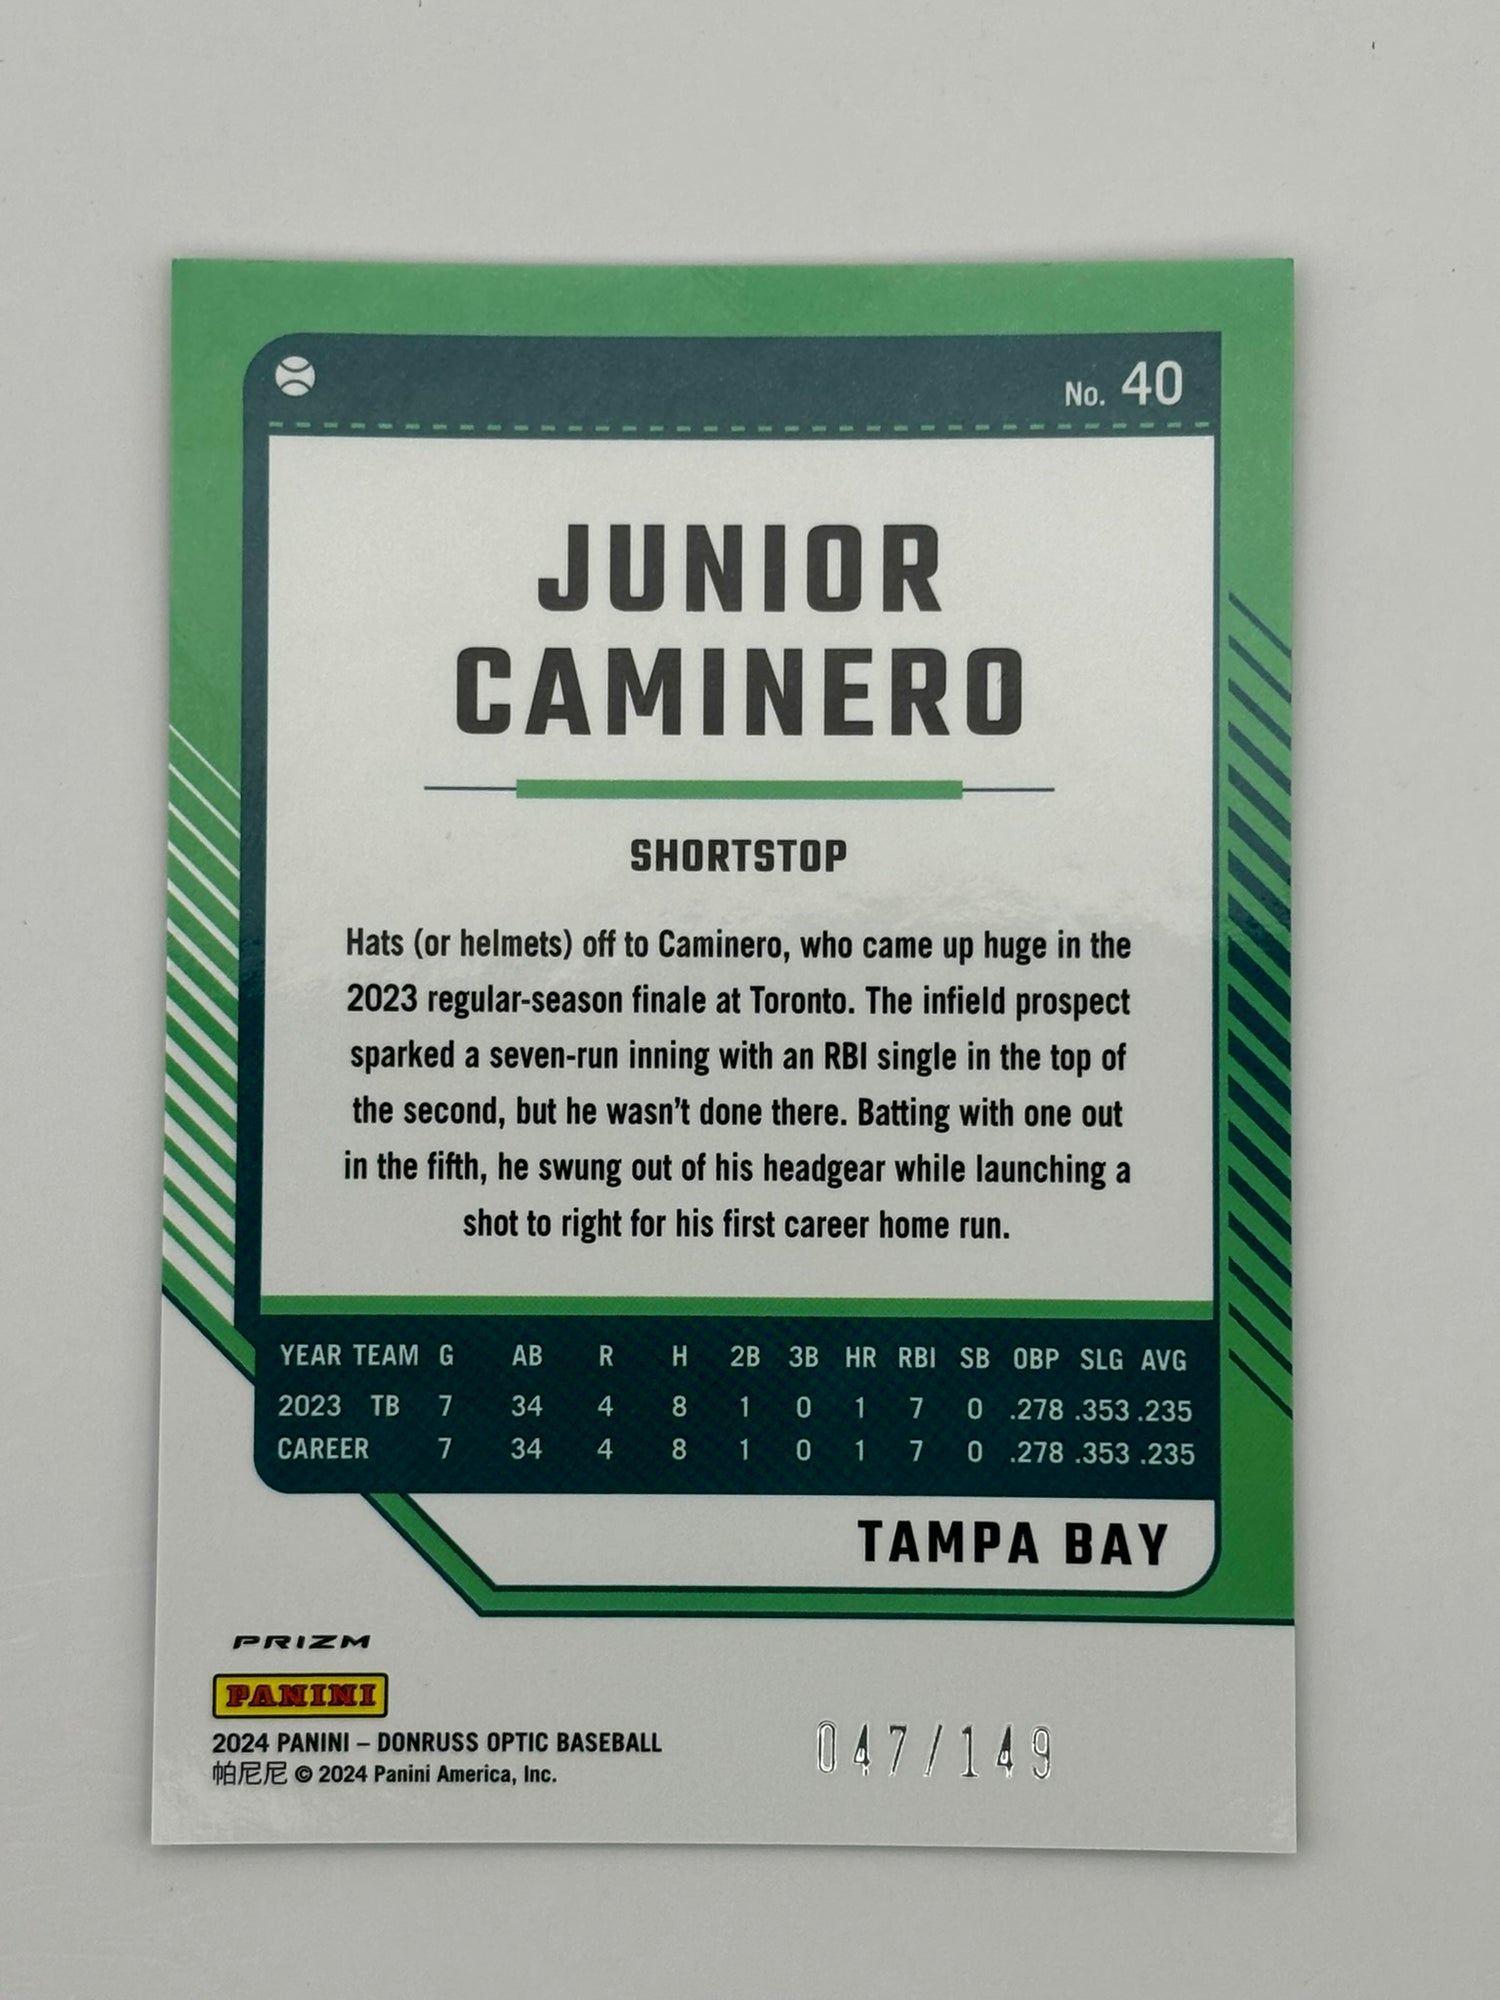 No. 40
JUNIOR
CAMINERO
SHORTSTOP
Hats (or helmets) off to Caminero, who came up huge in the
2023 regular-season finale at Toronto. The infield prospect
sparked a seven-run inning with an RBI single in the top of
the second, but he wasn't done there. Batting with one out
in the fifth, he swung out of his headgear while launching a
shot to right for his first career home run.
YEAR TEAM G AB R H 2B 3B HR RBI SB OBP SLG AVG
2023 TB 7 34 4 8 1 0 1 7 0 .278 .353 .235
CAREER 7 34 4 8 1 0 1 7 0 .278 .353 .235
TAMPA BAY
PRIZM
PANINI
2024 PANINI – DONRUSS OPTIC BASEBALL
帕尼尼 © 2024 Panini America, Inc.
047/149